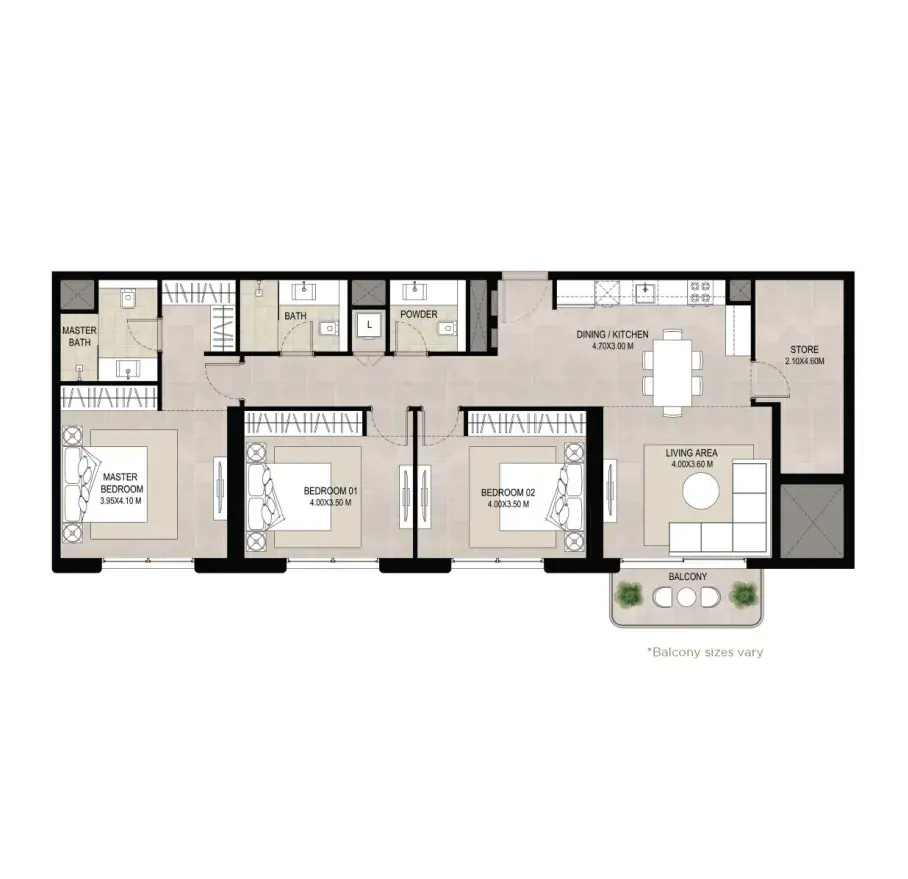 MASTER
BATH
BATH
L
POWDER
DINING / KITCHEN
4.70X3.00 M
STORE
2.10X4.60M
MASTER
BEDROOM
3.95X4.10 M
BEDROOM 01
4.00X3.50 M
BEDROOM 02
4.00X3.50 M
LIVING AREA
4.00X3.60 M
BALCONY
*Balcony sizes vary